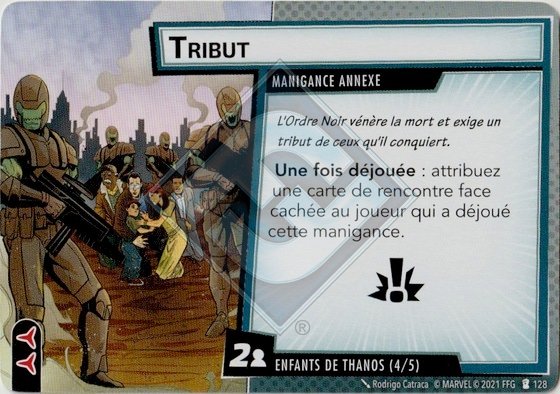 TRIBUT
MANIGANCE ANNEXE
L'Ordre Noir vénère la mort et exige un
tribut de ceux qu'il conquiert.
Une fois déjouée : attribuez
une carte de rencontre face
cachée au joueur qui a déjoué
cette manigance.
2
ENFANTS DE THANOS (4/5)
Rodrigo Catraca © MARVEL © 2021 FFG 128
®